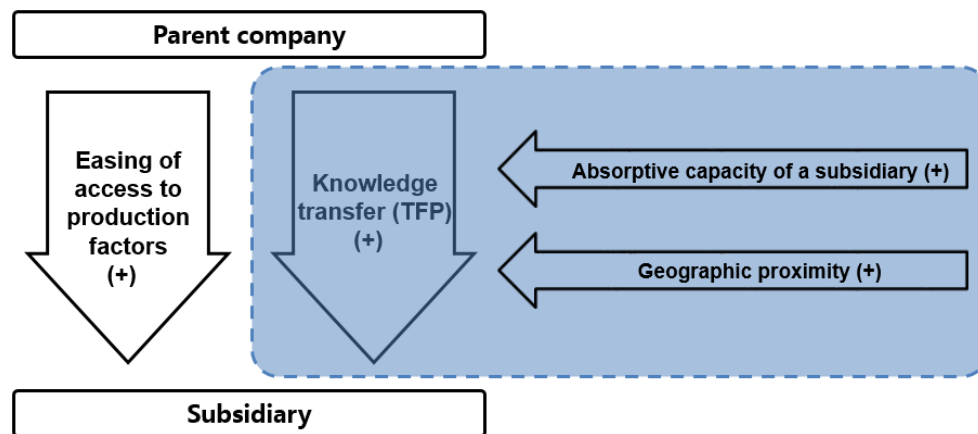 Parent company
Easing of
access to
production
factors
(+)
Knowledge
transfer (TFP)
(+)
Absorptive capacity of a subsidiary (+)
Geographic proximity (+)
Subsidiary